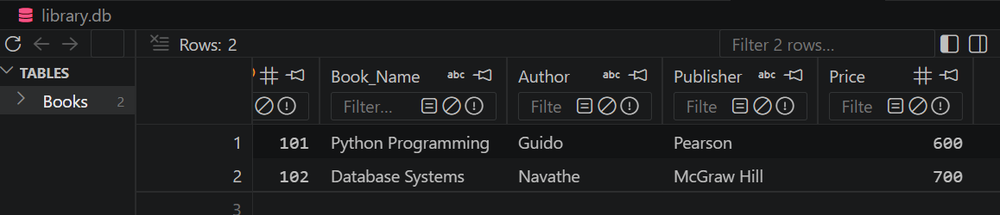 library.db
Rows: 2
Filter 2 rows...
TABLES
Books 2
Book_Name abc Author abc Publisher abc Price
Filter... Filte Filte Filte
1 101 Python Programming Guido Pearson 600
2 102 Database Systems Navathe McGraw Hill 700
3